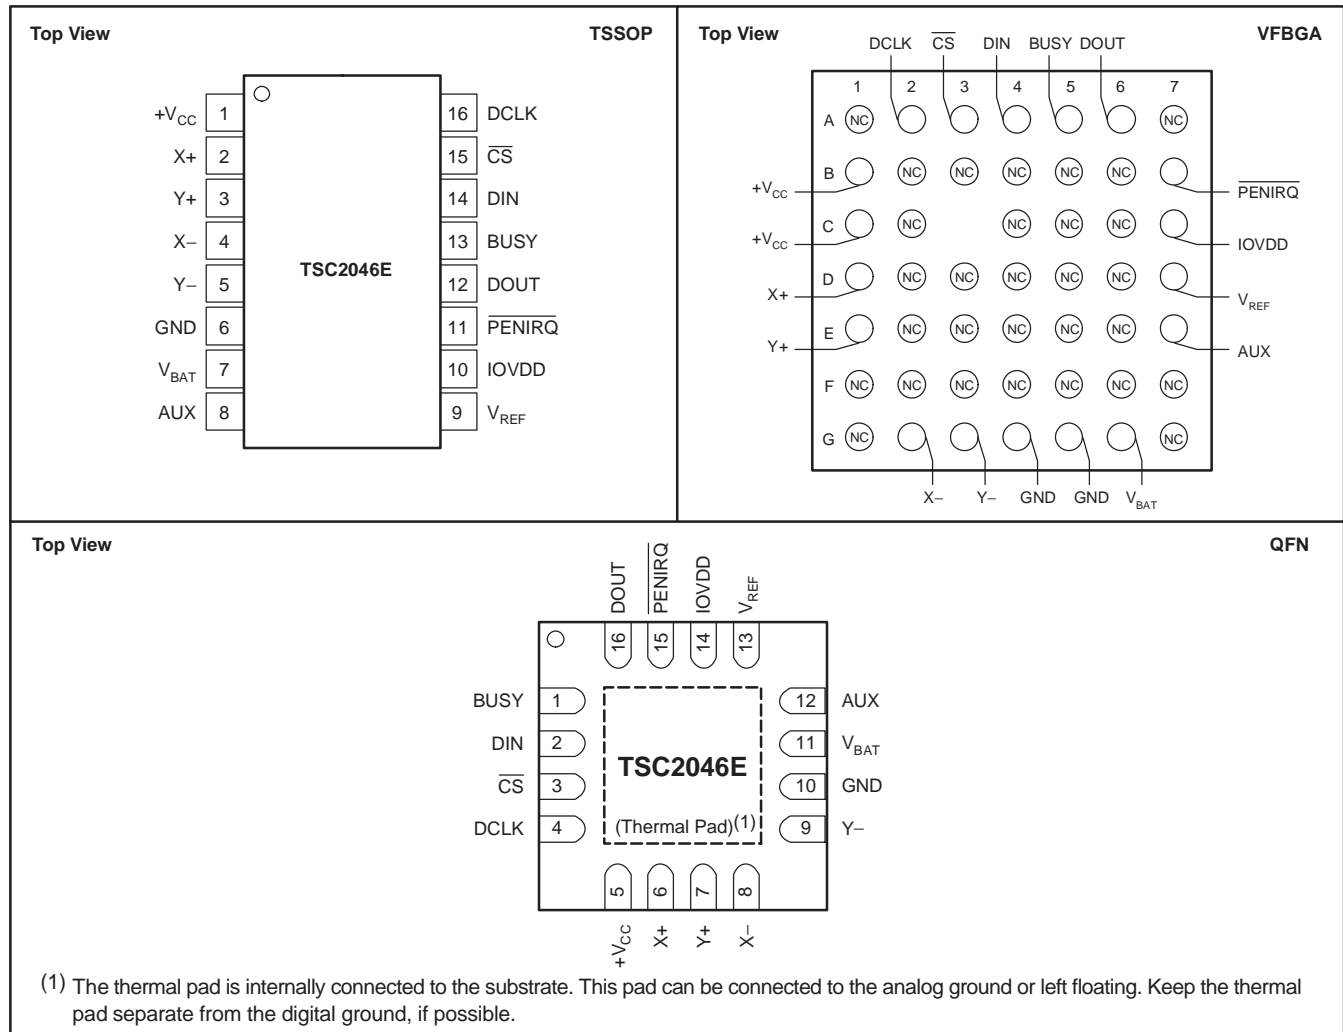 Top View TSSOP
+VCC 1
X+ 2
Y+ 3
X– 4
Y– 5
GND 6
VBAT 7
AUX 8
TSC2046E
16 DCLK
15 CS
14 DIN
13 BUSY
12 DOUT
11 PENIRQ
10 IOVDD
9 VREF
Top View VFBGA
DCLK CS DIN BUSY DOUT
1 2 3 4 5 6 7
A NC NC
B NC NC NC NC NC
+VCC PENIRQ
C NC NC NC NC
+VCC IOVDD
D NC NC NC NC NC
X+ VREF
E NC NC NC NC NC
Y+ AUX
F NC NC NC NC NC NC NC
G NC NC
X– Y– GND GND VBAT
Top View QFN
DOUT PENIRQ IOVDD VREF
16 15 14 13
BUSY 1
DIN 2
CS 3
DCLK 4
TSC2046E
(Thermal Pad)(1)
12 AUX
11 VBAT
10 GND
9 Y–
5 6 7 8
+VCC X+ Y+ X–
(1) The thermal pad is internally connected to the substrate. This pad can be connected to the analog ground or left floating. Keep the thermal
pad separate from the digital ground, if possible.